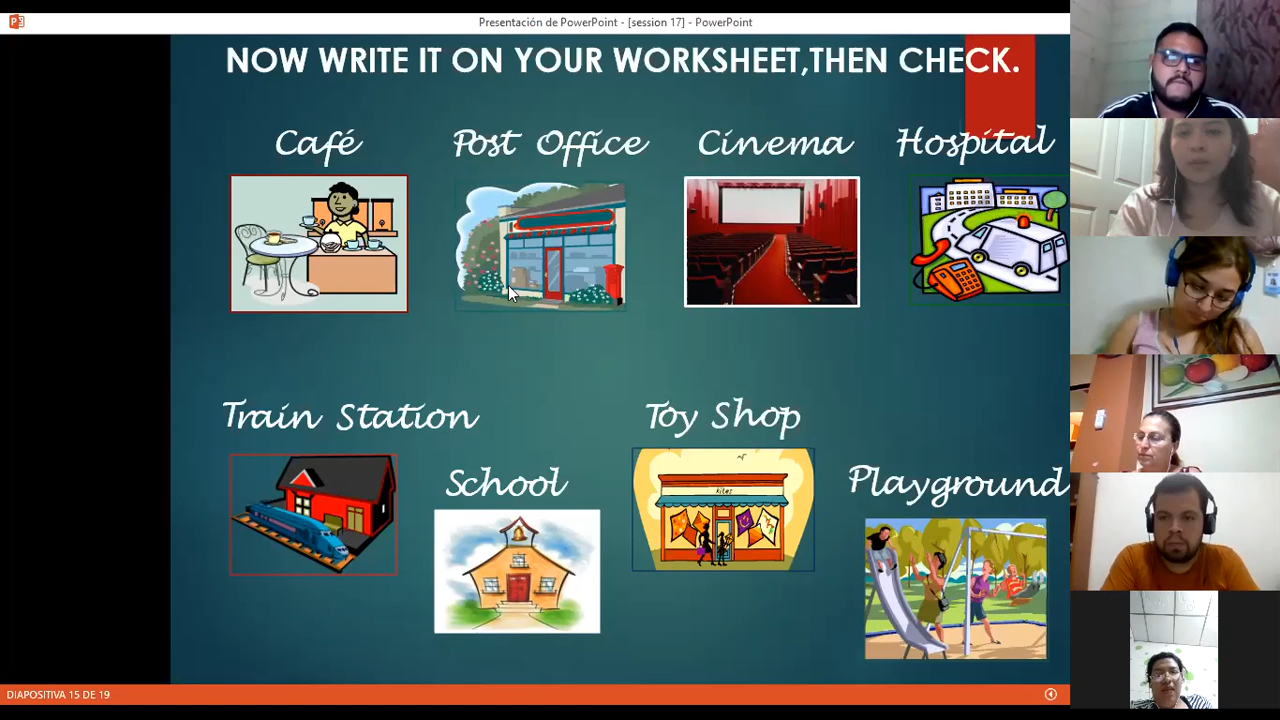 Presentación de PowerPoint - [session 17] - PowerPoint
NOW WRITE IT ON YOUR WORKSHEET,THEN CHECK.
Café
Post Office
Cinema
Hospital
Train Station
Toy Shop
School
Playground
kites
DIAPOSITIVA 15 DE 19